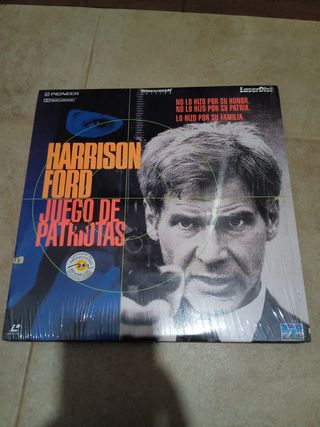 PIONEER
WIDESCREEN
LaserDisc
NO LO HIZO POR SU HONOR,
NO LO HIZO POR SU PATRIA.
LO HIZO POR SU FAMILIA
HARRISON
FORD
JUEGO DE
PATRIOTAS